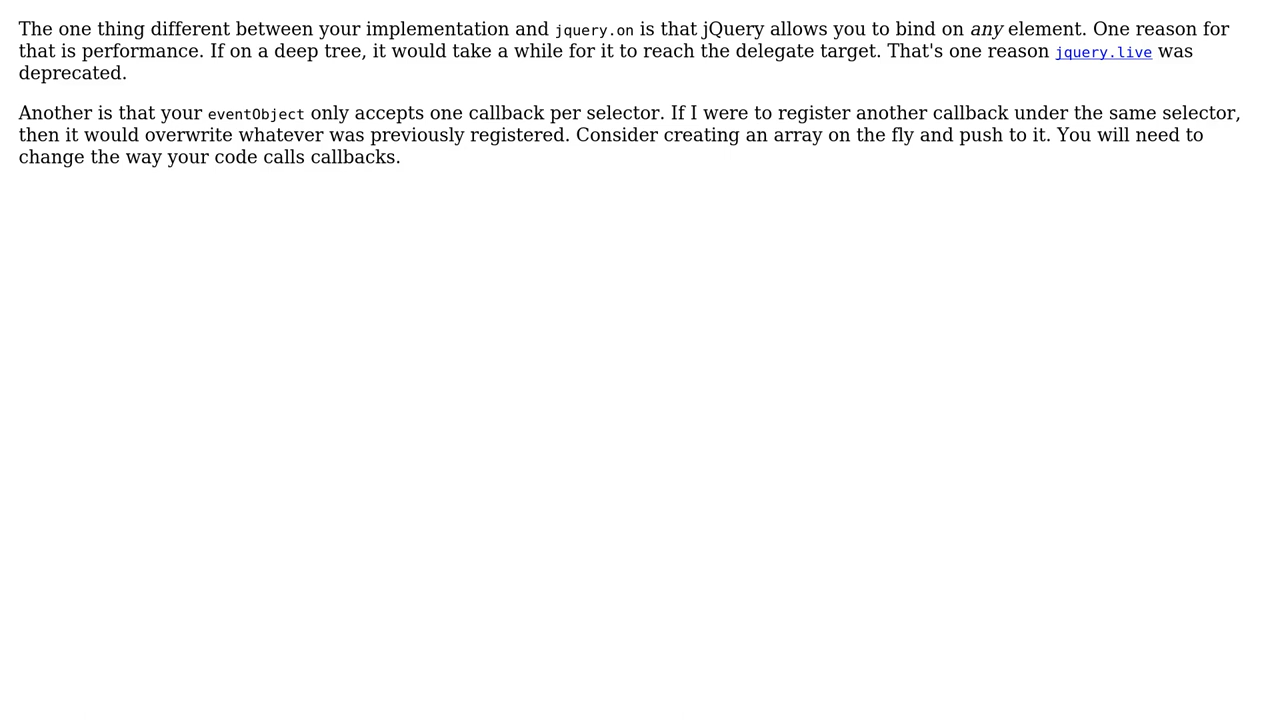 The one thing different between your implementation and jquery.on is that jQuery allows you to bind on any element. One reason for
that is performance. If on a deep tree, it would take a while for it to reach the delegate target. That's one reason jquery.live was
deprecated.
Another is that your eventObject only accepts one callback per selector. If I were to register another callback under the same selector,
then it would overwrite whatever was previously registered. Consider creating an array on the fly and push to it. You will need to
change the way your code calls callbacks.